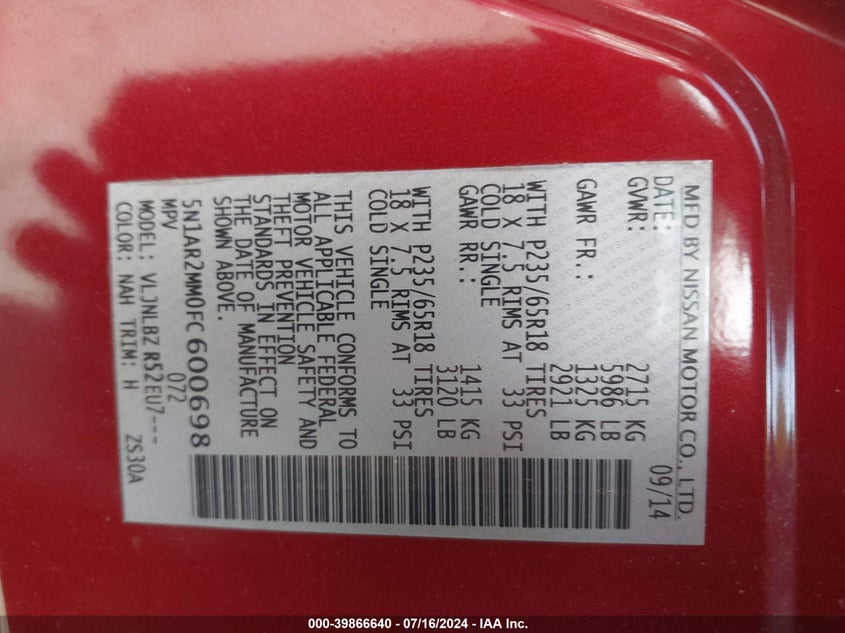 MFD BY NISSAN MOTOR CO., LTD.
DATE: 09/14
GVWR: 2715 KG
5986 LB
GAWR FR.: 1325 KG
2921 LB
WITH P235/65R18 TIRES
18 X 7.5 RIMS AT 33 PSI
COLD SINGLE
GAWR RR.: 1415 KG
3120 LB
WITH P235/65R18 TIRES
18 X 7.5 RIMS AT 33 PSI
COLD SINGLE
THIS VEHICLE CONFORMS TO
ALL APPLICABLE FEDERAL
MOTOR VEHICLE SAFETY AND
THEFT PREVENTION
STANDARDS IN EFFECT ON
THE DATE OF MANUFACTURE
SHOWN ABOVE.
5N1AR2MM0FC600698
MPV 072
MODEL: VLJNLBZ R52EU7---
COLOR: NAH TRIM: H ZS30A
000-39866640 - 07/16/2024 - IAA Inc.